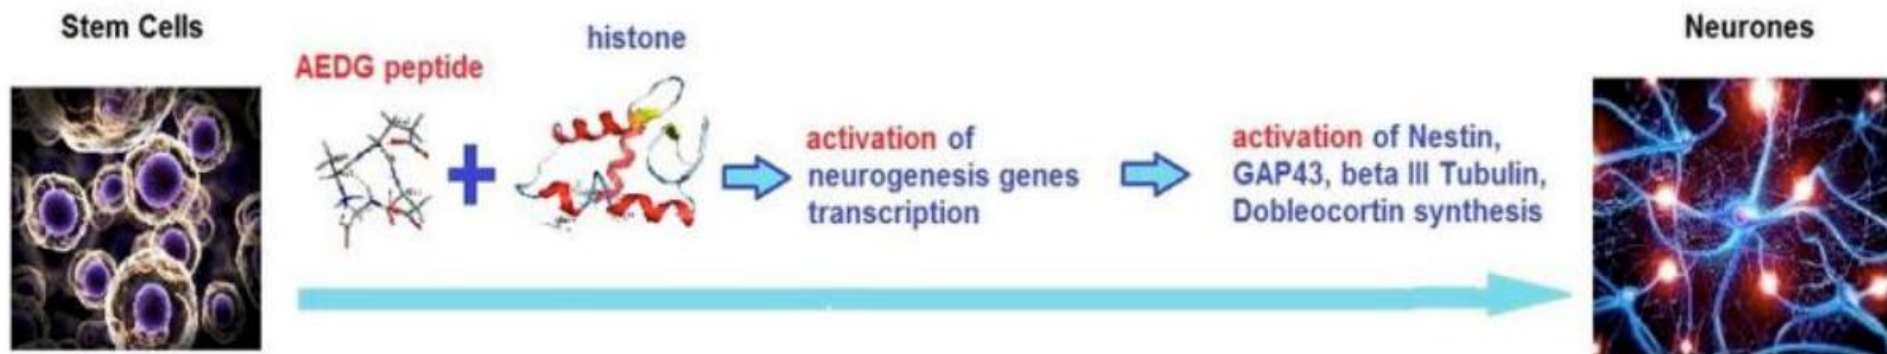 Stem Cells
AEDG peptide
histone
activation of
neurogenesis genes
transcription
activation of Nestin,
GAP43, beta III Tubulin,
Dobleocortin synthesis
Neurones